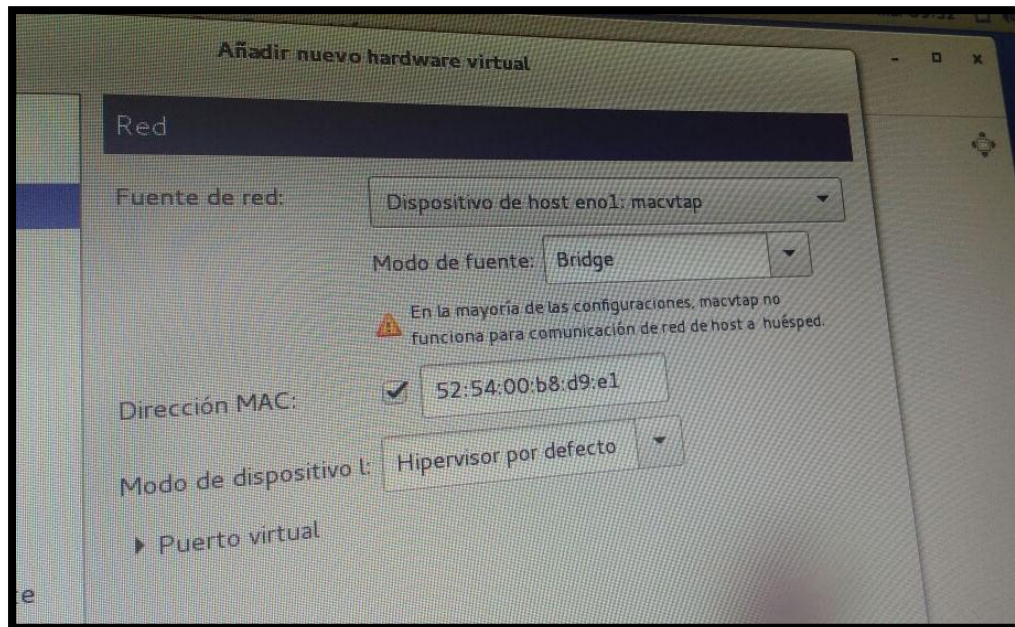 Añadir nuevo hardware virtual
Red
Fuente de red:
Dispositivo de host eno1: macvtap
Modo de fuente: Bridge
En la mayoría de las configuraciones, macvtap no
funciona para comunicación de red de host a huésped.
Dirección MAC:
52:54:00:b8:d9:e1
Modo de dispositivo l:
Hipervisor por defecto
Puerto virtual